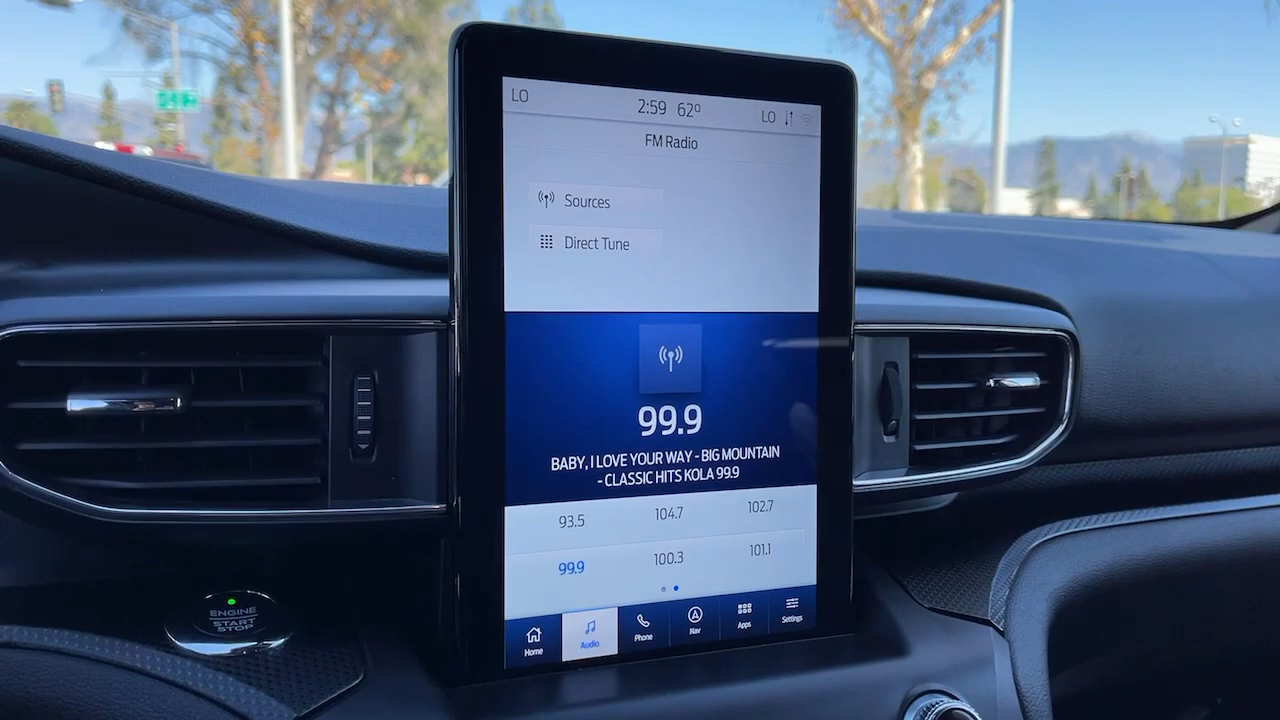 LO 2:59 62° LO
FM Radio
Sources
Direct Tune
99.9
BABY, I LOVE YOUR WAY - BIG MOUNTAIN
- CLASSIC HITS KOLA 99.9
93.5 104.7 102.7
99.9 100.3 101.1
Home Audio Phone Nav Apps Settings
ENGINE
START
STOP